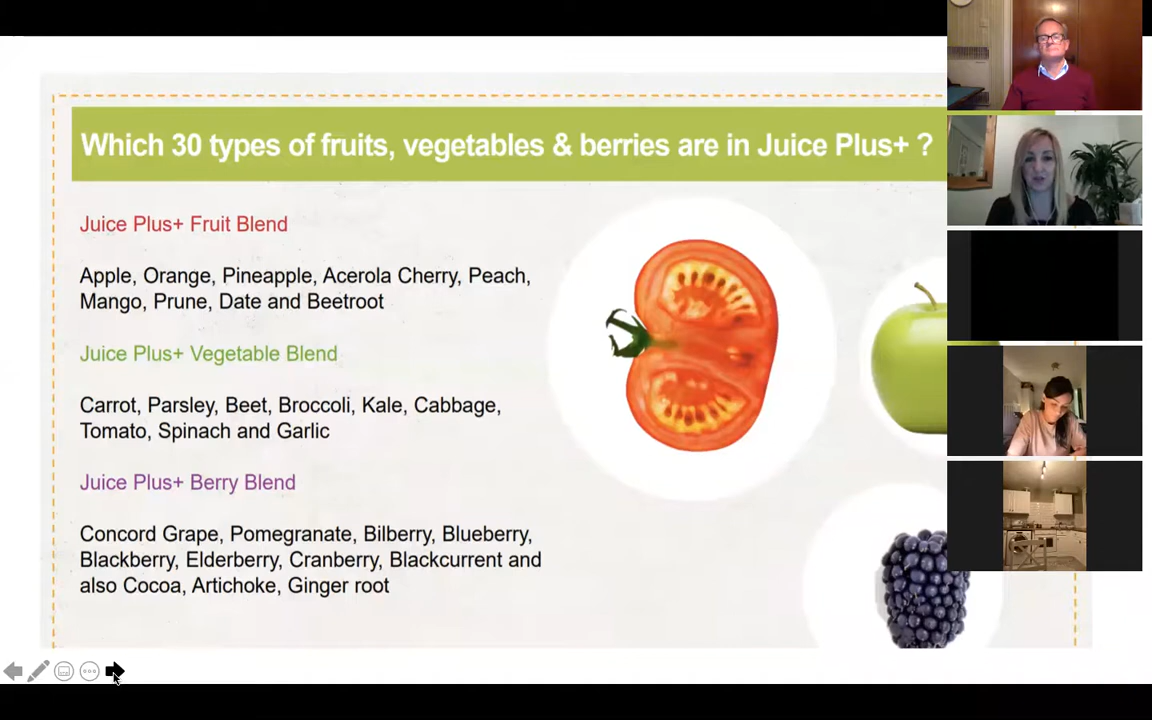 Which 30 types of fruits, vegetables & berries are in Juice Plus+ ?
Juice Plus+ Fruit Blend
Apple, Orange, Pineapple, Acerola Cherry, Peach,
Mango, Prune, Date and Beetroot
Juice Plus+ Vegetable Blend
Carrot, Parsley, Beet, Broccoli, Kale, Cabbage,
Tomato, Spinach and Garlic
Juice Plus+ Berry Blend
Concord Grape, Pomegranate, Bilberry, Blueberry,
Blackberry, Elderberry, Cranberry, Blackcurrent and
also Cocoa, Artichoke, Ginger root